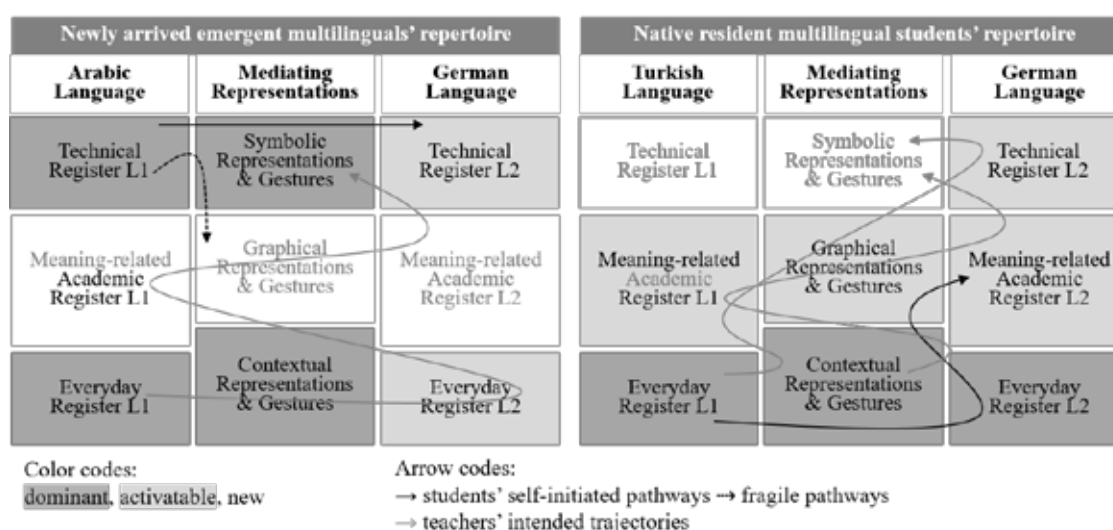 Newly arrived emergent multilinguals' repertoire
Arabic
Language
Mediating
Representations
German
Language
Technical
Register L1
Symbolic
Representations
& Gestures
Technical
Register L2
Meaning-related
Academic
Register L1
Graphical
Representations
& Gestures
Meaning-related
Academic
Register L2
Everyday
Register L1
Contextual
Representations
& Gestures
Everyday
Register L2
Native resident multilingual students' repertoire
Turkish
Language
Mediating
Representations
German
Language
Technical
Register L1
Symbolic
Representations
& Gestures
Technical
Register L2
Meaning-related
Academic
Register L1
Graphical
Representations
& Gestures
Meaning-related
Academic
Register L2
Everyday
Register L1
Contextual
Representations
& Gestures
Everyday
Register L2
Color codes:
dominant, activatable, new
Arrow codes:
→ students' self-initiated pathways ⇢ fragile pathways
→ teachers' intended trajectories